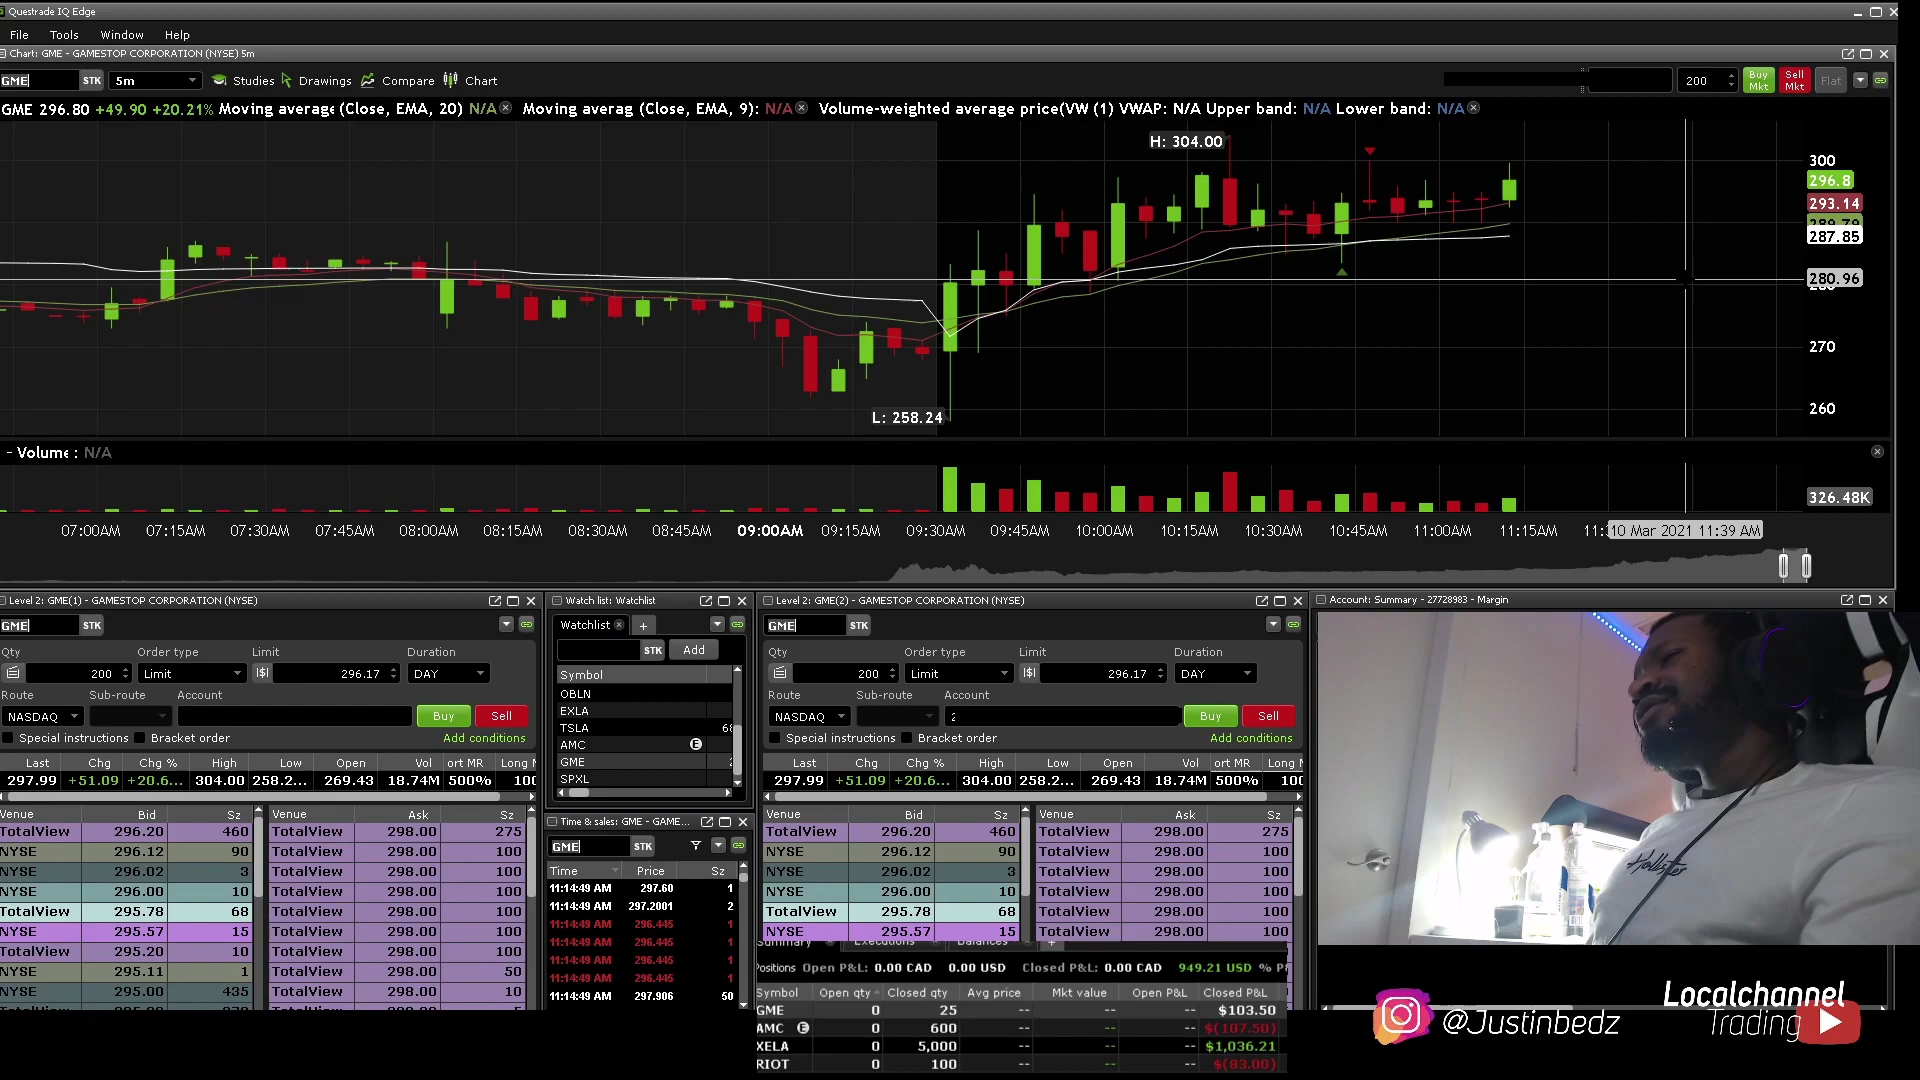 Questrade IQ Edge
File Tools Window Help
Chart: GME - GAMESTOP CORPORATION (NYSE) 5m
GME STK 5m Studies Drawings Compare Chart 200 Buy Mkt Sell Mkt Flat
GME 296.80 +49.90 +20.21% Moving average (Close, EMA, 20) N/A Moving averag (Close, EMA, 9): N/A Volume-weighted average price(VW (1) VWAP: N/A Upper band: N/A Lower band: N/A
H: 304.00
300
296.8
293.14
289.79
287.85
280.96
270
260
L: 258.24
- Volume : N/A
326.48K
07:00AM 07:15AM 07:30AM 07:45AM 08:00AM 08:15AM 08:30AM 08:45AM 09:00AM 09:15AM 09:30AM 09:45AM 10:00AM 10:15AM 10:30AM 10:45AM 11:00AM 11:15AM 10 Mar 2021 11:39 AM
Level 2: GME(1) - GAMESTOP CORPORATION (NYSE)
GME STK
Qty Order type Limit Duration
200 Limit 296.17 DAY
Route Sub-route Account
NASDAQ Buy Sell
Special instructions Bracket order Add conditions
Last Chg Chg % High Low Open Vol ort MR Long
297.99 +51.09 +20.6... 304.00 258.2... 269.43 18.74M 500% 100
Venue Bid Sz Venue Ask Sz
TotalView 296.20 460 TotalView 298.00 275
NYSE 296.12 90 TotalView 298.00 100
NYSE 296.02 3 TotalView 298.00 100
NYSE 296.00 10 TotalView 298.00 100
TotalView 295.78 68 TotalView 298.00 100
NYSE 295.57 15 TotalView 298.00 100
TotalView 295.20 10 TotalView 298.00 100
NYSE 295.11 1 TotalView 298.00 50
NYSE 295.00 435 TotalView 298.00 10
Watch list: Watchlist
Watchlist +
STK Add
Symbol
OBLN
EXLA
TSLA 68
AMC E
GME
SPXL
Time & sales: GME - GAME...
GME STK
Time Price Sz
11:14:49 AM 297.60 1
11:14:49 AM 297.2001 2
11:14:49 AM 296.445 1
11:14:49 AM 296.445 1
11:14:49 AM 296.445 1
11:14:49 AM 296.445 1
11:14:49 AM 297.906 50
Level 2: GME(2) - GAMESTOP CORPORATION (NYSE)
GME STK
Qty Order type Limit Duration
200 Limit 296.17 DAY
Route Sub-route Account
NASDAQ 2 Buy Sell
Special instructions Bracket order Add conditions
Last Chg Chg % High Low Open Vol ort MR Long M
297.99 +51.09 +20.6... 304.00 258.2... 269.43 18.74M 500% 100
Venue Bid Sz Venue Ask Sz
TotalView 296.20 460 TotalView 298.00 275
NYSE 296.12 90 TotalView 298.00 100
NYSE 296.02 3 TotalView 298.00 100
NYSE 296.00 10 TotalView 298.00 100
TotalView 295.78 68 TotalView 298.00 100
NYSE 295.57 15 TotalView 298.00 100
Summary Executions Balances +
Positions Open P&L: 0.00 CAD 0.00 USD Closed P&L: 0.00 CAD 949.21 USD
Symbol Open qty Closed qty Avg price Mkt value Open P&L Closed P&L
GME 0 25 -- -- -- $103.50
AMC E 0 600 -- -- -- $(107.50)
XELA 0 5,000 -- -- -- $1,036.21
RIOT 0 100 -- -- -- $(83.00)
Account: Summary - 27728983 - Margin
Hollister
@Justinbedz
Localchannel
Trading